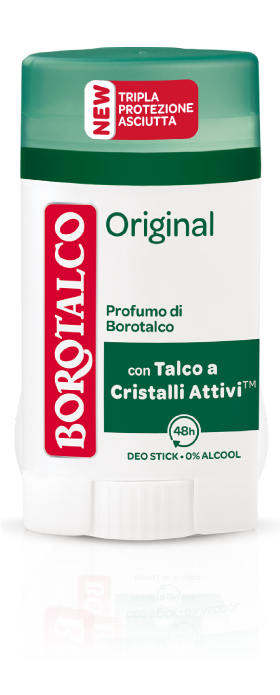 NEW
TRIPLA
PROTEZIONE
ASCIUTTA
BOROTALCO
Original
Profumo di
Borotalco
con Talco a
Cristalli Attivi™
48h
DEO STICK • 0% ALCOOL